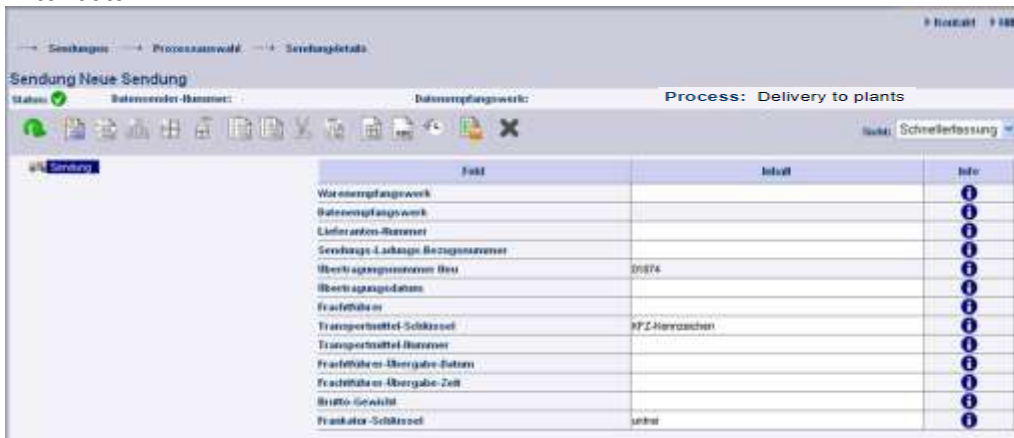 Kontakt
Sendungen Prozessauswahl Sendungdetails
Sendung Neue Sendung
Status: Datensender-Nummer: Datenempfangswerk: Process: Delivery to plants
Sicht: Schnellerfassung
Sendung
Feld Inhalt Info
Warenempfangswerk
Datenempfangswerk
Lieferanten-Nummer
Sendungs-Ladungs-Bezugsnummer
Übertragungsnummer Neu 01874
Übertragungsdatum
Frachtführer
Transportmittel-Schlüssel KFZ-Kennzeichen
Transportmittel-Nummer
Frachtführer-Übergabe-Datum
Frachtführer-Übergabe-Zeit
Brutto-Gewicht
Frankatur-Schlüssel unfrei